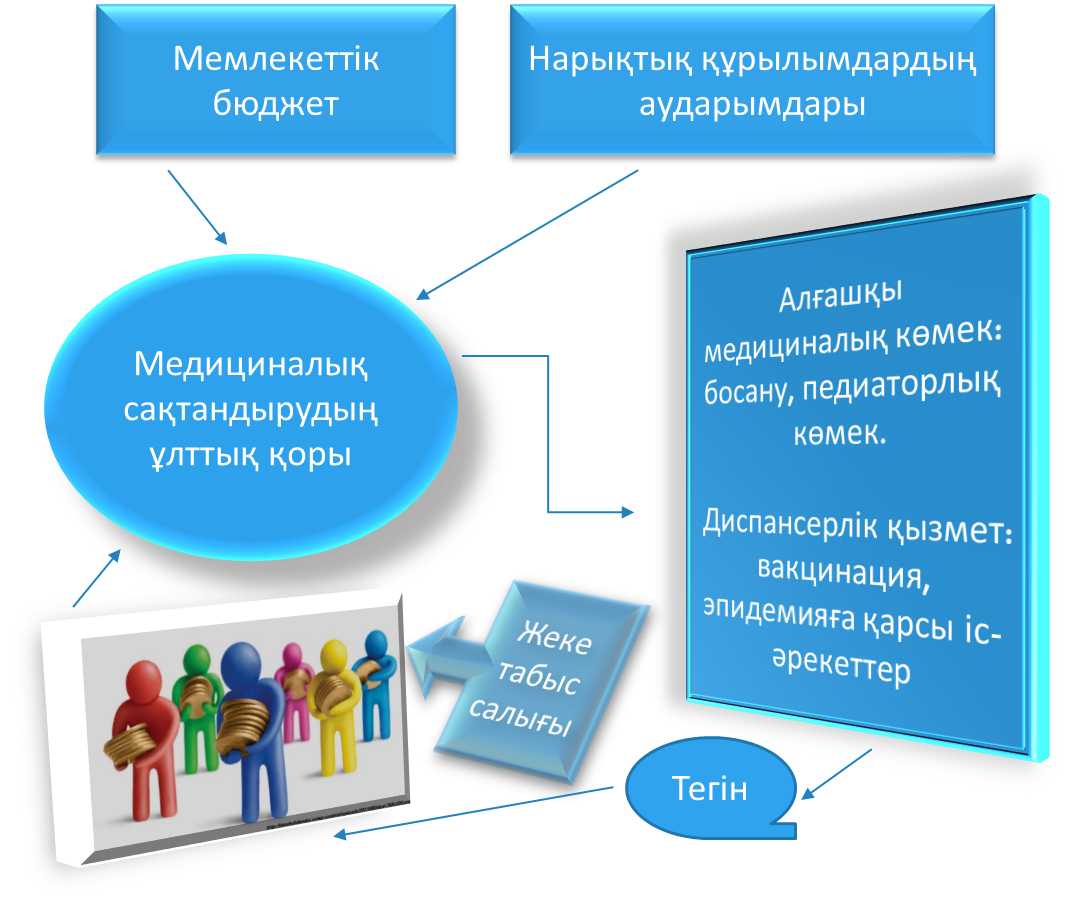 Мемлекеттік
бюджет
Нарықтық құрылымдардың
аударымдары
Медициналық
сақтандырудың
ұлттық қоры
Алғашқы
медициналық көмек:
босану, педиаторлық
көмек.
Диспансерлік қызмет:
вакцинация,
эпидемияға қарсы іс-
әрекеттер
Жеке
табыс
салығы
Тегін